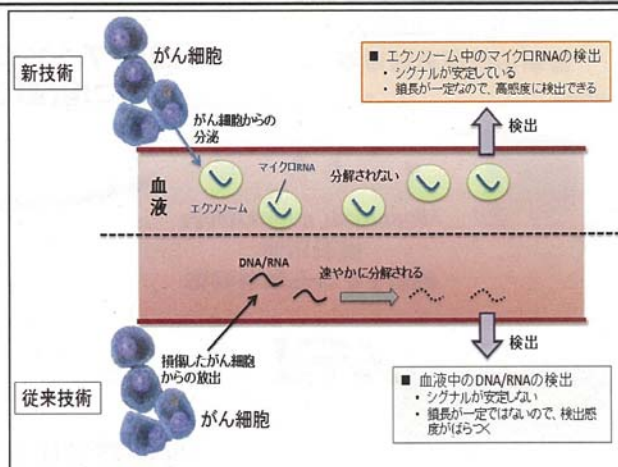 新技術
がん細胞
■ エクソソーム中のマイクロRNAの検出
・ シグナルが安定している
・ 鎖長が一定なので、高感度に検出できる
がん細胞からの
分泌
検出
血液
マイクロRNA
分解されない
エクソソーム
DNA/RNA
速やかに分解される
損傷したがん細胞
からの放出
検出
従来技術
がん細胞
■ 血液中のDNA/RNAの検出
・ シグナルが安定しない
・ 鎖長が一定ではないので、検出感
度がばらつく